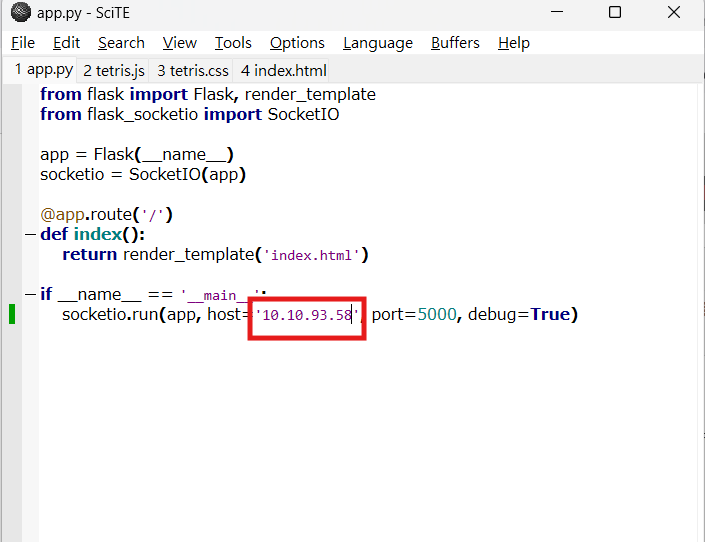 app.py - SciTE
File Edit Search View Tools Options Language Buffers Help
1 app.py 2 tetris.js 3 tetris.css 4 index.html
from flask import Flask, render_template
from flask_socketio import SocketIO
app = Flask(__name__)
socketio = SocketIO(app)
@app.route('/')
def index():
return render_template('index.html')
if __name__ == '__main__':
socketio.run(app, host='10.10.93.58', port=5000, debug=True)